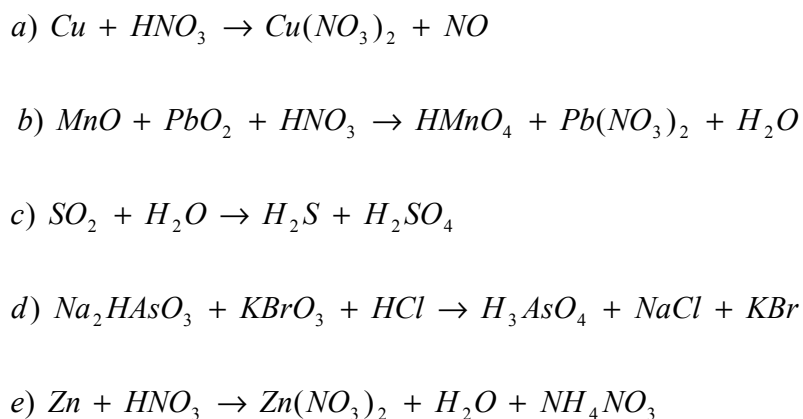 a) Cu + HNO₃ → Cu(NO₃)₂ + NO
b) MnO + PbO₂ + HNO₃ → HMnO₄ + Pb(NO₃)₂ + H₂O
c) SO₂ + H₂O → H₂S + H₂SO₄
d) Na₂HAsO₃ + KBrO₃ + HCl → H₃AsO₄ + NaCl + KBr
e) Zn + HNO₃ → Zn(NO₃)₂ + H₂O + NH₄NO₃